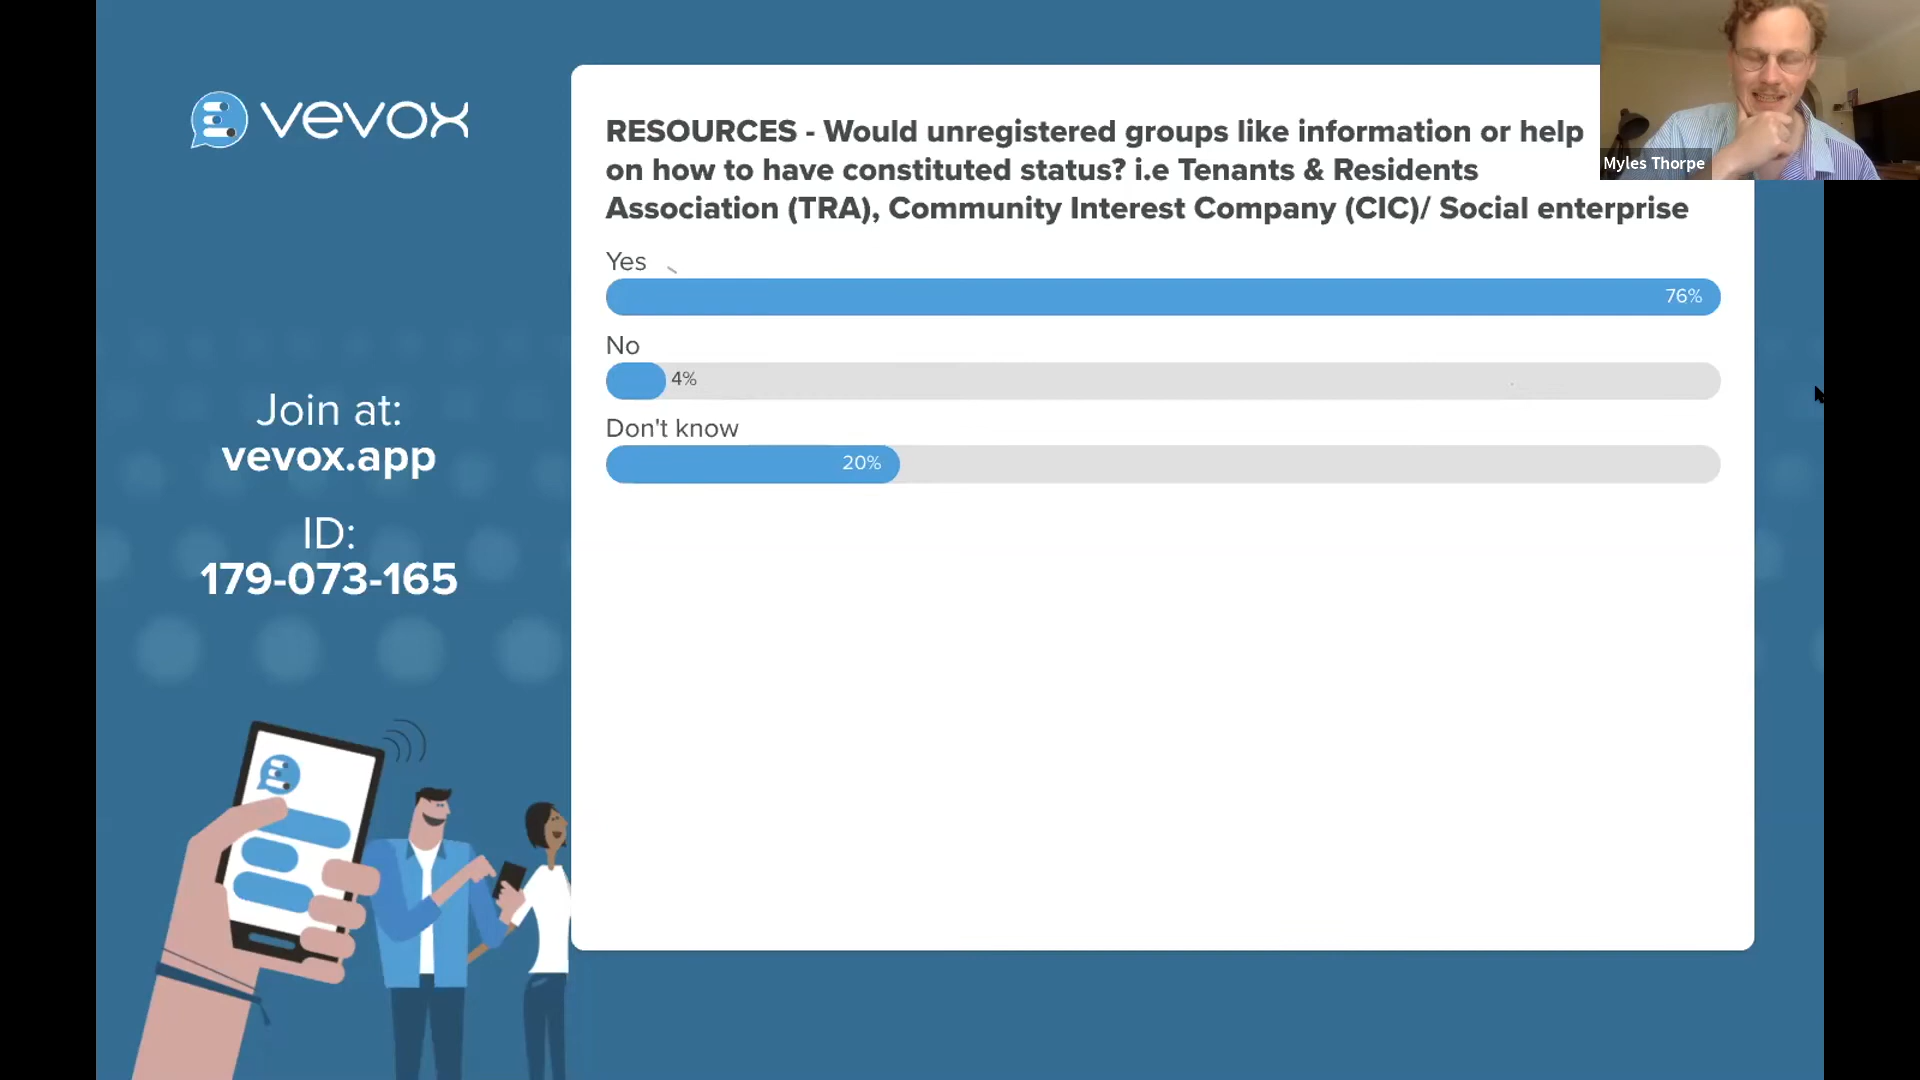 vevox
Join at:
vevox.app
ID:
179-073-165
RESOURCES - Would unregistered groups like information or help
on how to have constituted status? i.e Tenants & Residents
Association (TRA), Community Interest Company (CIC)/ Social enterprise
Yes
76%
No
4%
Don't know
20%
Myles Thorpe